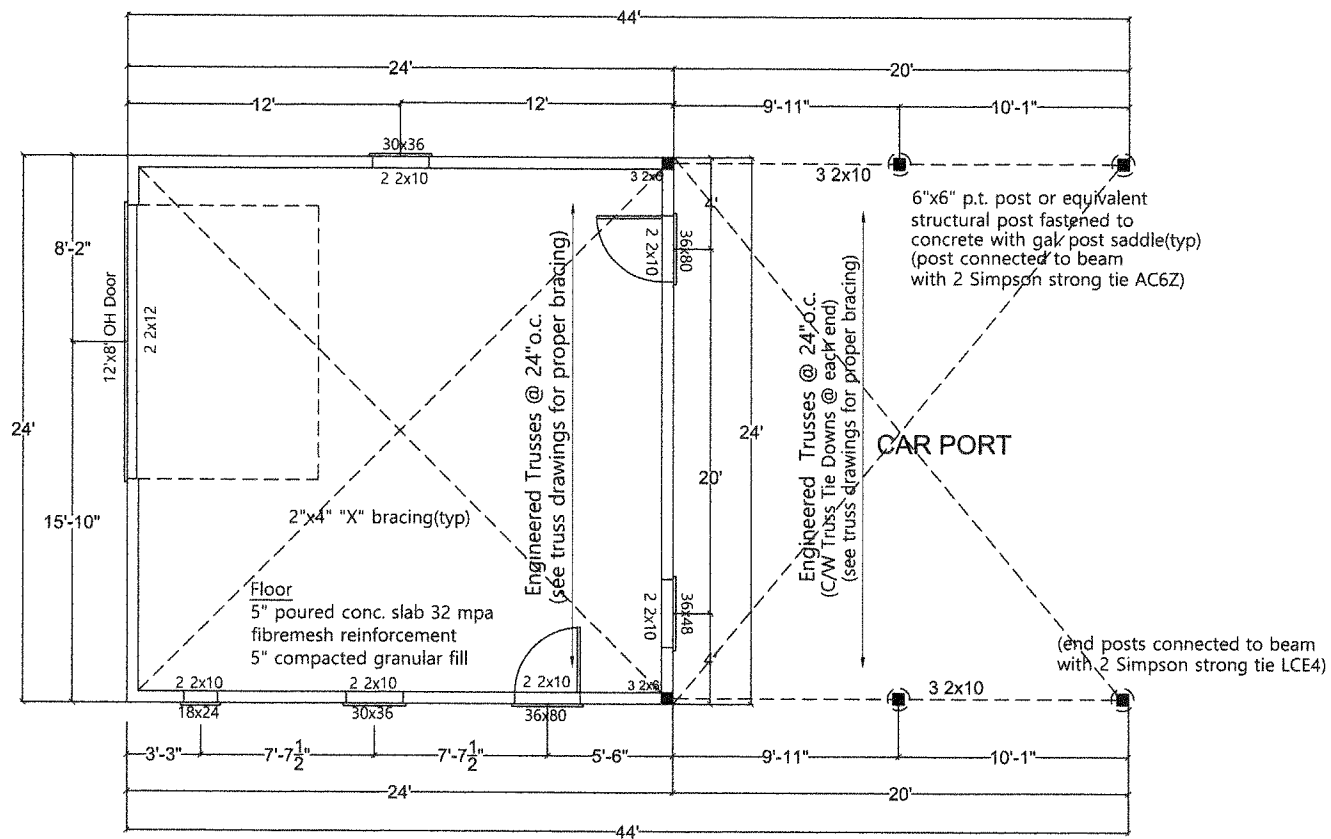 44'
24'
20'
12'
12'
9'-11"
10'-1"
30x36
2 2x10
3 2x6
3 2x10
4'
36x80
2 2x10
6"x6" p.t. post or equivalent
structural post fastened to
concrete with gal. post saddle(typ)
(post connected to beam
with 2 Simpson strong tie AC6Z)
8'-2"
12'x8' OH Door
2 2x12
24'
15'-10"
Engineered Trusses @ 24"o.c.
(see truss drawings for proper bracing)
24'
20'
Engineered Trusses @ 24"o.c.
(C/W Truss Tie Downs @ each end)
(see truss drawings for proper bracing)
CAR PORT
2"x4" "X" bracing(typ)
Floor
5" poured conc. slab 32 mpa
fibremesh reinforcement
5" compacted granular fill
2 2x10
36x48
4'
(end posts connected to beam
with 2 Simpson strong tie LCE4)
2 2x10
2 2x10
2 2x10
3 2x6
3 2x10
18x24
30x36
36x80
3'-3"
7'-7 1/2"
7'-7 1/2"
5'-6"
9'-11"
10'-1"
24'
20'
44'